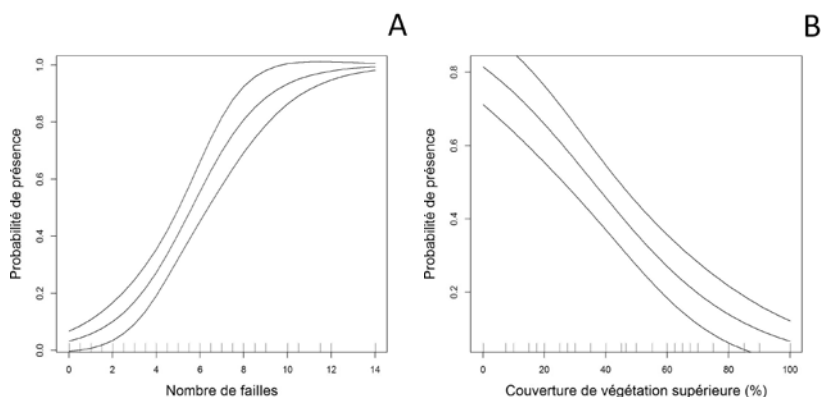 A
B
Probabilité de présence
1.0
0.8
0.6
0.4
0.2
0.0
0 2 4 6 8 10 12 14
Nombre de failles
Probabilité de présence
0.8
0.6
0.4
0.2
0 20 40 60 80 100
Couverture de végétation supérieure (%)